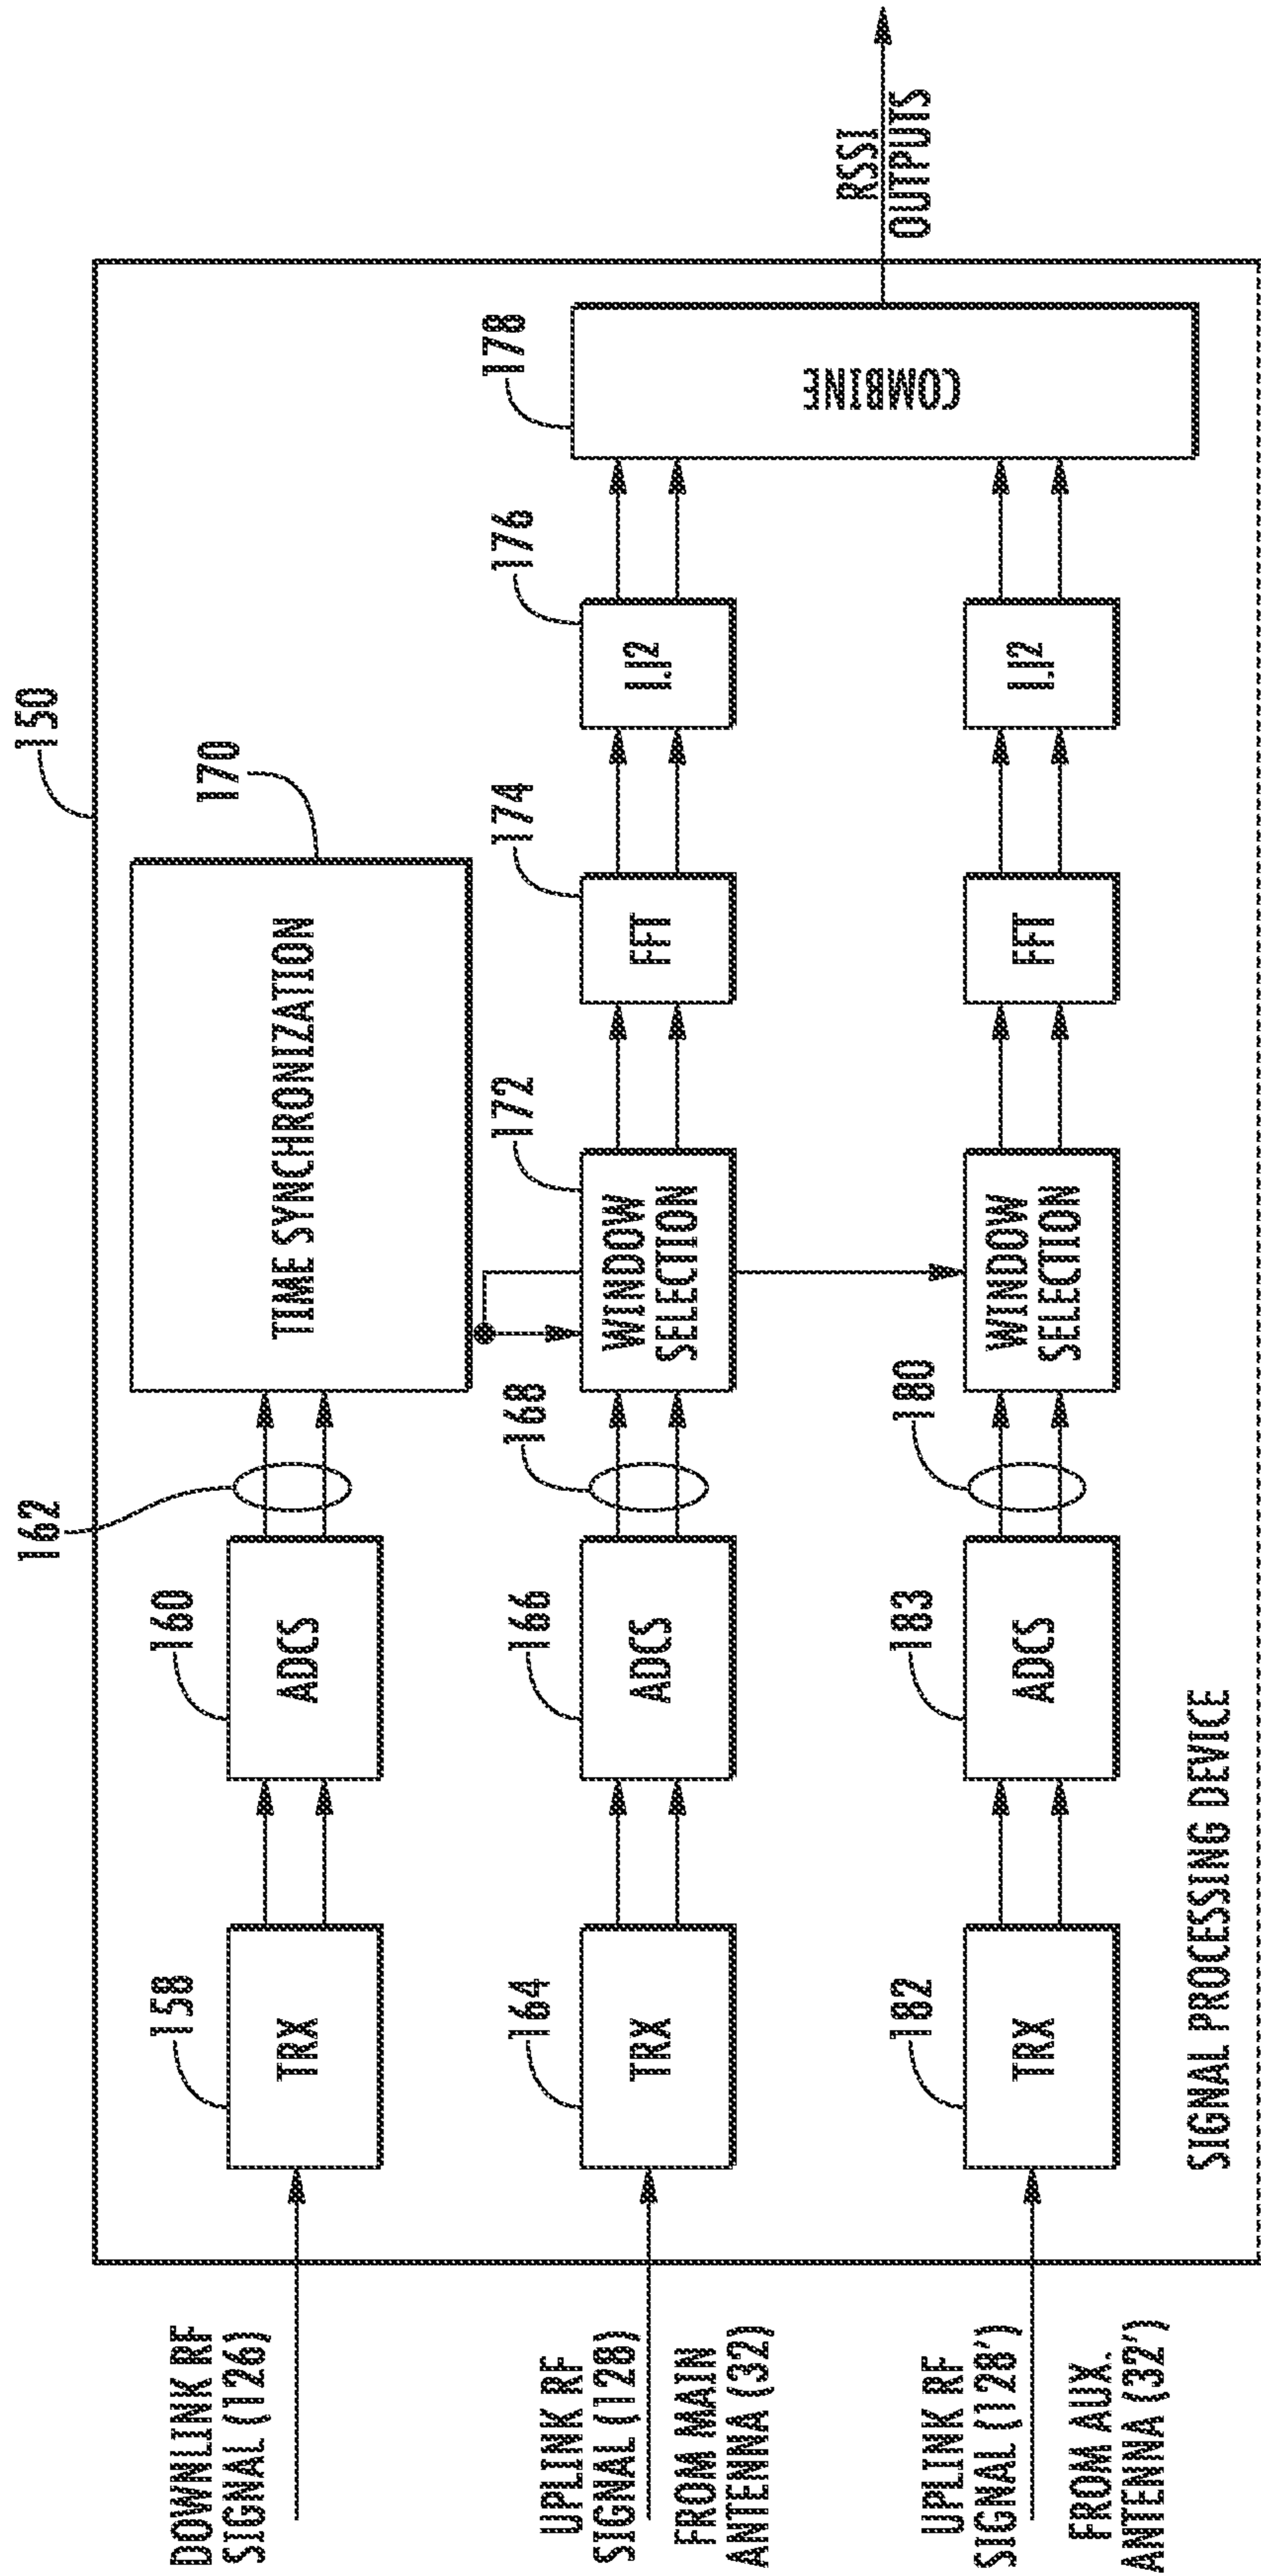 150
162
DOWNLINK RF
SIGNAL (126)
158
TRX
160
ADCS
TIME SYNCHRONIZATION
170
UPLINK RF
SIGNAL (128)
FROM MAIN
ANTENNA (32)
164
TRX
166
ADCS
168
172
WINDOW
SELECTION
174
FFT
176
|.|²
178
COMBINE
RSSI
OUTPUTS
UPLINK RF
SIGNAL (128')
FROM AUX.
ANTENNA (32')
182
TRX
183
ADCS
180
WINDOW
SELECTION
FFT
|.|²
SIGNAL PROCESSING DEVICE